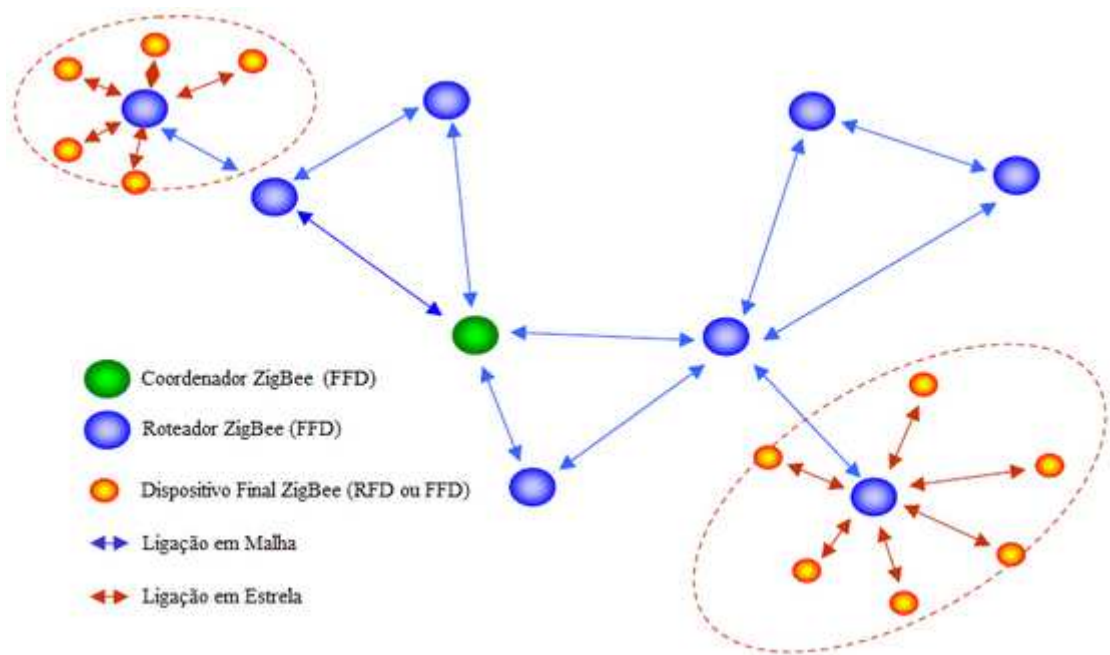 Coordenador ZigBee (FFD)
Roteador ZigBee (FFD)
Dispositivo Final ZigBee (RFD ou FFD)
Ligação em Malha
Ligação em Estrela